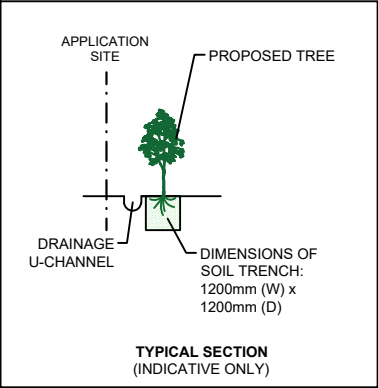 APPLICATION
SITE
PROPOSED TREE
DRAINAGE
U-CHANNEL
DIMENSIONS OF
SOIL TRENCH:
1200mm (W) x
1200mm (D)
TYPICAL SECTION
(INDICATIVE ONLY)